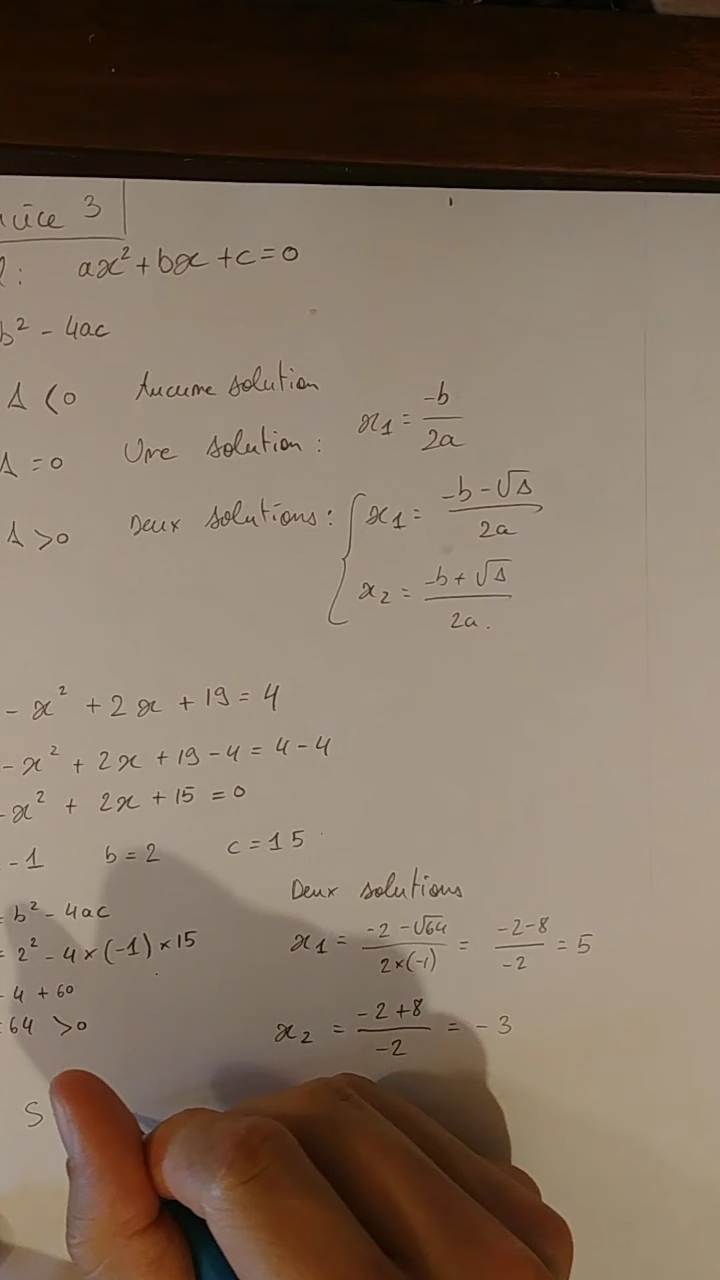 3
ax² + bx + c = 0
b² - 4ac
Δ < 0 Aucune solution
Δ = 0 Une solution : x₁ = -b / 2a
Δ > 0 Deux solutions : { x₁ = (-b - √Δ) / 2a
x₂ = (-b + √Δ) / 2a.
- x² + 2x + 19 = 4
- x² + 2x + 19 - 4 = 4 - 4
-x² + 2x + 15 = 0
-1 b = 2 c = 15
= b² - 4ac
= 2² - 4 × (-1) × 15
4 + 60
= 64 > 0
Deux solutions
x₁ = (-2 - √64) / (2×(-1)) = (-2 - 8) / -2 = 5
x₂ = (-2 + 8) / -2 = - 3
S